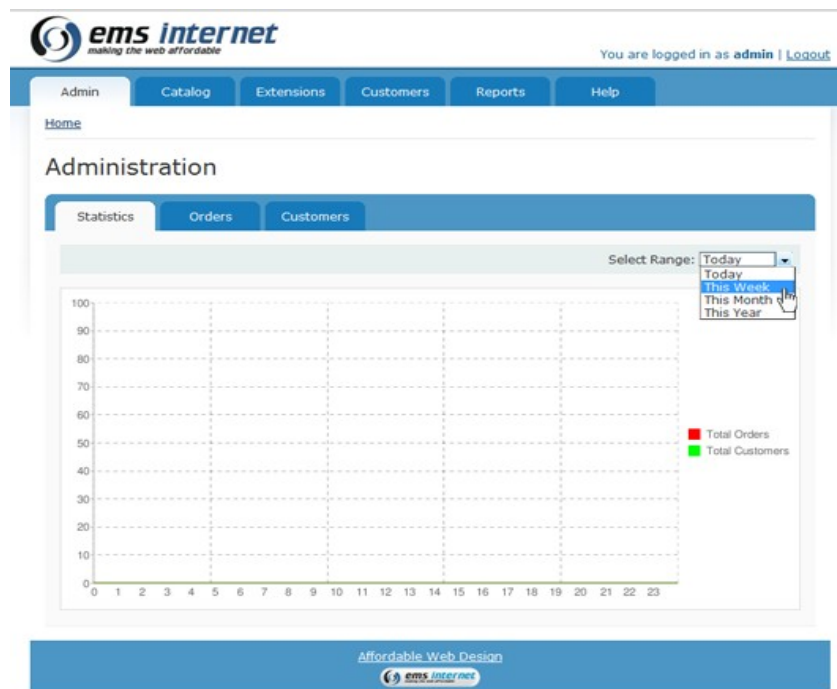 ems internet
making the web affordable
You are logged in as admin | Logout
Admin Catalog Extensions Customers Reports Help
Home
Administration
Statistics Orders Customers
Select Range: Today
Today
This Week
This Month
This Year
100
90
80
70
60
50
40
30
20
10
0
Total Orders
Total Customers
0 1 2 3 4 5 6 7 8 9 10 11 12 13 14 15 16 17 18 19 20 21 22 23
Affordable Web Design
ems internet